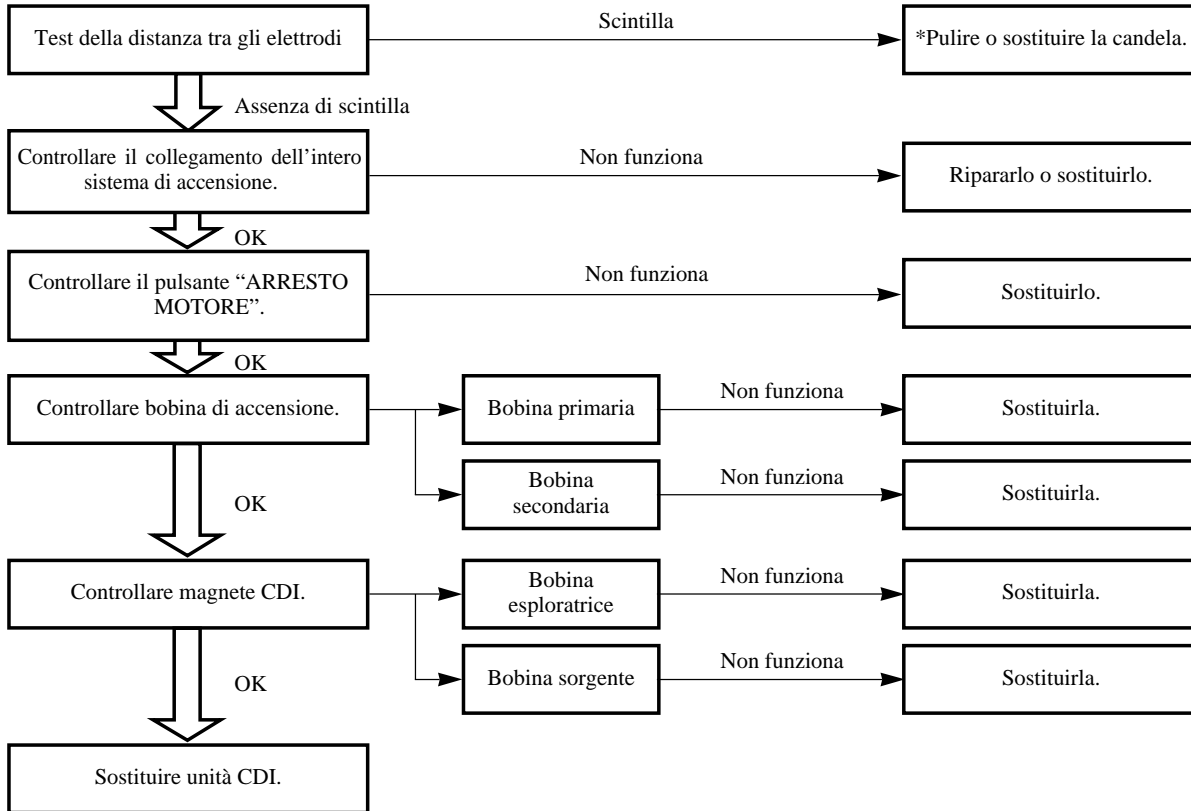 Test della distanza tra gli elettrodi
Scintilla
*Pulire o sostituire la candela.
Assenza di scintilla
Controllare il collegamento dell’intero
sistema di accensione.
Non funziona
Ripararlo o sostituirlo.
OK
Controllare il pulsante “ARRESTO
MOTORE”.
Non funziona
Sostituirlo.
OK
Controllare bobina di accensione.
Bobina primaria
Non funziona
Sostituirla.
Bobina
secondaria
Non funziona
Sostituirla.
OK
Controllare magnete CDI.
Bobina
esploratrice
Non funziona
Sostituirla.
Bobina sorgente
Non funziona
Sostituirla.
OK
Sostituire unità CDI.